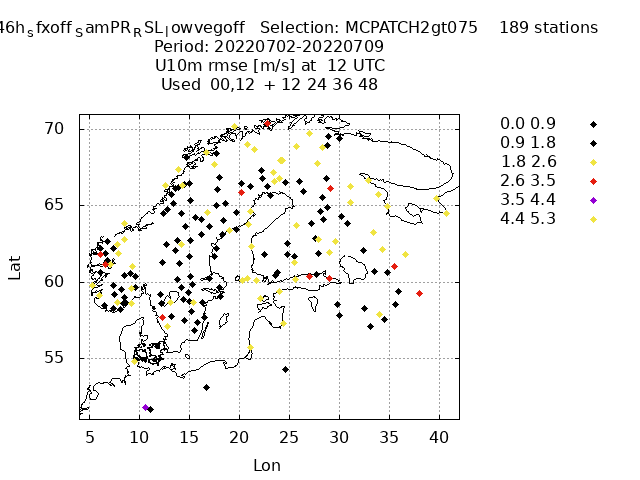 46h_s fxoff_S amPR_R SL_I owvegoff Selection: MCPATCH2gt075 189 stations
Period: 20220702-20220709
U10m rmse [m/s] at 12 UTC
Used 00,12 + 12 24 36 48
0.0 0.9
0.9 1.8
1.8 2.6
2.6 3.5
3.5 4.4
4.4 5.3
70
65
60
55
Lat
5 10 15 20 25 30 35 40
Lon